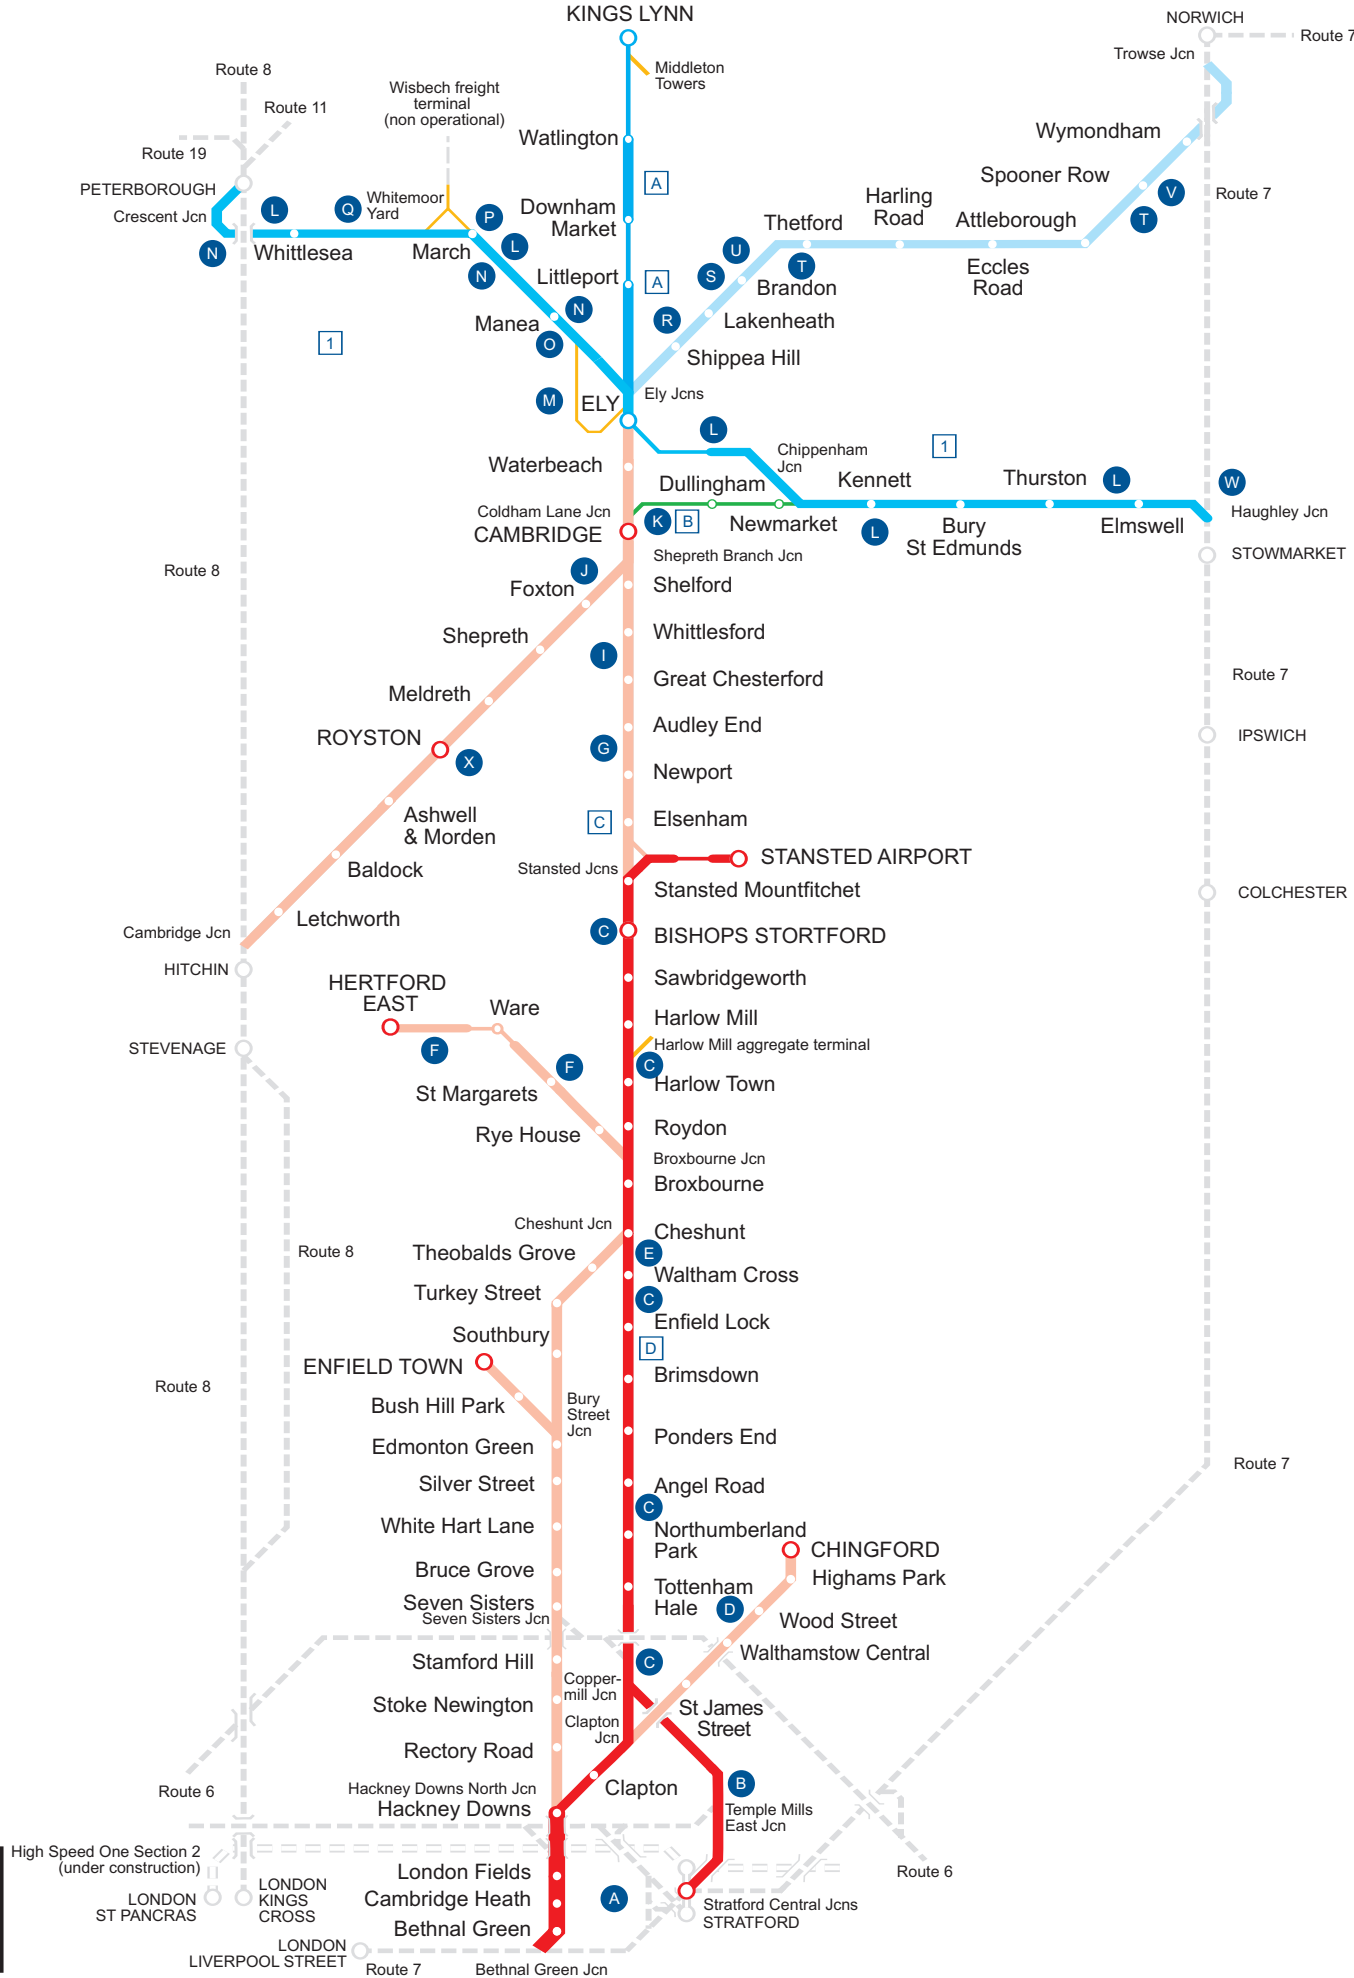 KINGS LYNN
NORWICH
Route 7
Trowse Jcn
Middleton
Towers
Route 8
Wisbech freight
terminal
(non operational)
Route 11
Watlington
Wymondham
Route 19
A
Spooner Row
PETERBOROUGH
Crescent Jcn
L
Q
Whitemoor
Yard
P
Downham
Market
Harling
Road
V
Route 7
Thetford
Attleborough
T
N
Whittlesea
March
L
U
T
Eccles
Road
N
Littleport
A
S
Brandon
Manea
N
R
Lakenheath
1
O
Shippea Hill
M
ELY
Ely Jcns
L
1
Waterbeach
Chippenham
Jcn
Dullingham
Kennett
Thurston
L
W
Coldham Lane Jcn
CAMBRIDGE
K
B
Newmarket
L
Bury
St Edmunds
Elmswell
Haughley Jcn
Shepreth Branch Jcn
STOWMARKET
Route 8
J
Foxton
Shelford
Shepreth
Whittlesford
I
Route 7
Meldreth
Great Chesterford
ROYSTON
X
Audley End
IPSWICH
G
Newport
Ashwell
& Morden
C
Elsenham
Baldock
Stansted Jcns
STANSTED AIRPORT
Stansted Mountfitchet
COLCHESTER
Letchworth
Cambridge Jcn
C
BISHOPS STORTFORD
HITCHIN
HERTFORD
EAST
Sawbridgeworth
Ware
Harlow Mill
STEVENAGE
F
F
Harlow Mill aggregate terminal
C
Harlow Town
St Margarets
Rye House
Roydon
Broxbourne Jcn
Broxbourne
Cheshunt Jcn
Cheshunt
Route 8
Theobalds Grove
E
Waltham Cross
Turkey Street
C
Enfield Lock
Southbury
D
ENFIELD TOWN
Brimsdown
Route 8
Bush Hill Park
Bury
Street
Jcn
Edmonton Green
Ponders End
Route 7
Silver Street
Angel Road
C
White Hart Lane
Northumberland
Park
CHINGFORD
Bruce Grove
Highams Park
Seven Sisters
Seven Sisters Jcn
Tottenham
Hale
D
Wood Street
Walthamstow Central
Stamford Hill
C
Copper-
mill Jcn
Stoke Newington
St James
Street
Clapton
Jcn
Rectory Road
Route 6
Hackney Downs North Jcn
Clapton
B
Hackney Downs
Temple Mills
East Jcn
High Speed One Section 2
(under construction)
London Fields
Route 6
LONDON
ST PANCRAS
LONDON
KINGS
CROSS
Cambridge Heath
A
Stratford Central Jcns
STRATFORD
Bethnal Green
LONDON
LIVERPOOL STREET
Route 7
Bethnal Green Jcn